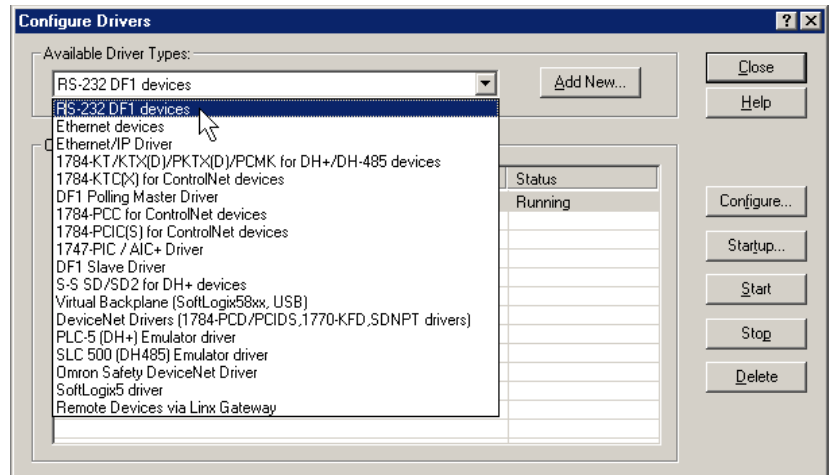 Configure Drivers
Available Driver Types:
RS-232 DF1 devices
Add New...
Close
Help
RS-232 DF1 devices
Ethernet devices
Ethernet/IP Driver
1784-KT/KTX(D)/PKTX(D)/PCMK for DH+/DH-485 devices
1784-KTC(X) for ControlNet devices
DF1 Polling Master Driver
1784-PCC for ControlNet devices
1784-PCIC(S) for ControlNet devices
1747-PIC / AIC+ Driver
DF1 Slave Driver
S-S SD/SD2 for DH+ devices
Virtual Backplane (SoftLogix58xx, USB)
DeviceNet Drivers (1784-PCD/PCIDS,1770-KFD,SDNPT drivers)
PLC-5 (DH+) Emulator driver
SLC 500 (DH485) Emulator driver
Omron Safety DeviceNet Driver
SoftLogix5 driver
Remote Devices via Linx Gateway
Status
Running
Configure...
Startup...
Start
Stop
Delete